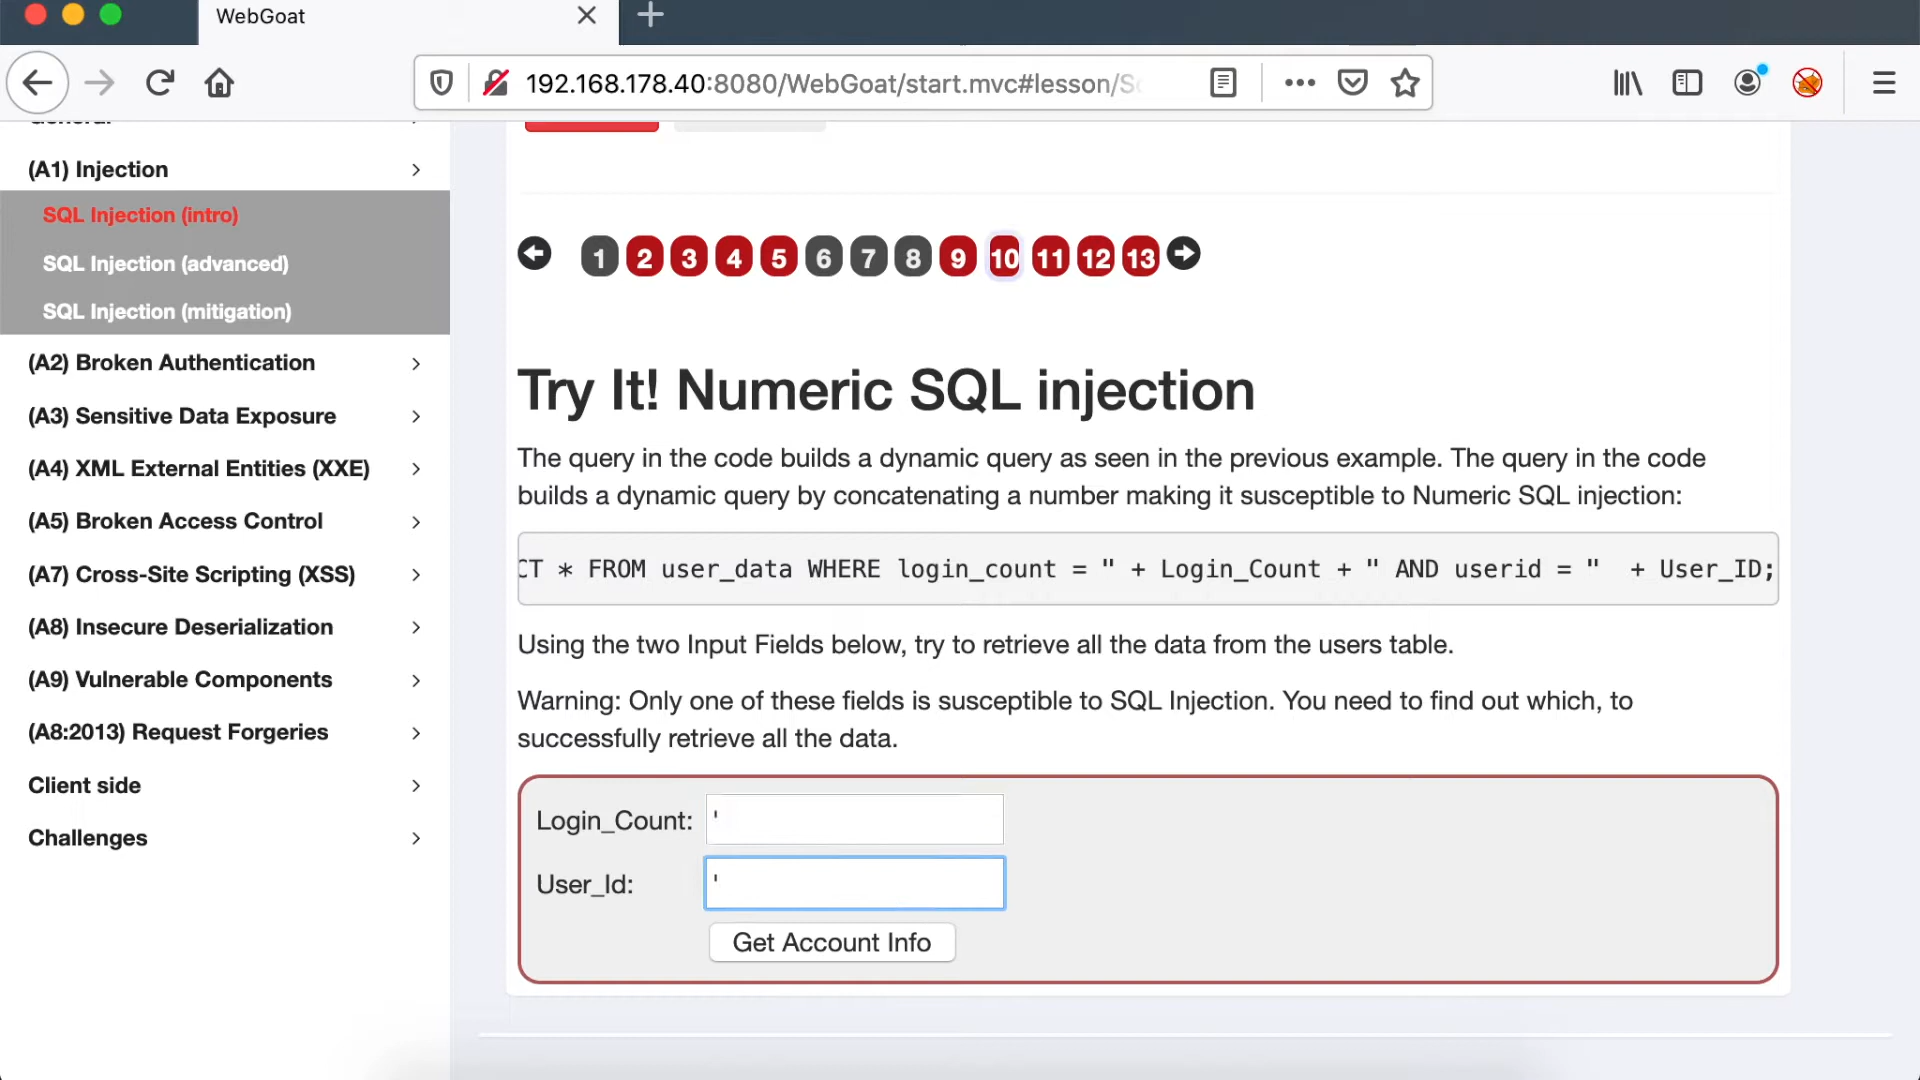 WebGoat
192.168.178.40:8080/WebGoat/start.mvc#lesson/S
General
(A1) Injection
SQL Injection (intro)
SQL Injection (advanced)
SQL Injection (mitigation)
(A2) Broken Authentication
(A3) Sensitive Data Exposure
(A4) XML External Entities (XXE)
(A5) Broken Access Control
(A7) Cross-Site Scripting (XSS)
(A8) Insecure Deserialization
(A9) Vulnerable Components
(A8:2013) Request Forgeries
Client side
Challenges
1 2 3 4 5 6 7 8 9 10 11 12 13
Try It! Numeric SQL injection
The query in the code builds a dynamic query as seen in the previous example. The query in the code
builds a dynamic query by concatenating a number making it susceptible to Numeric SQL injection:
CT * FROM user_data WHERE login_count = " + Login_Count + " AND userid = "  + User_ID;
Using the two Input Fields below, try to retrieve all the data from the users table.
Warning: Only one of these fields is susceptible to SQL Injection. You need to find out which, to
successfully retrieve all the data.
Login_Count: '
User_Id: '
Get Account Info